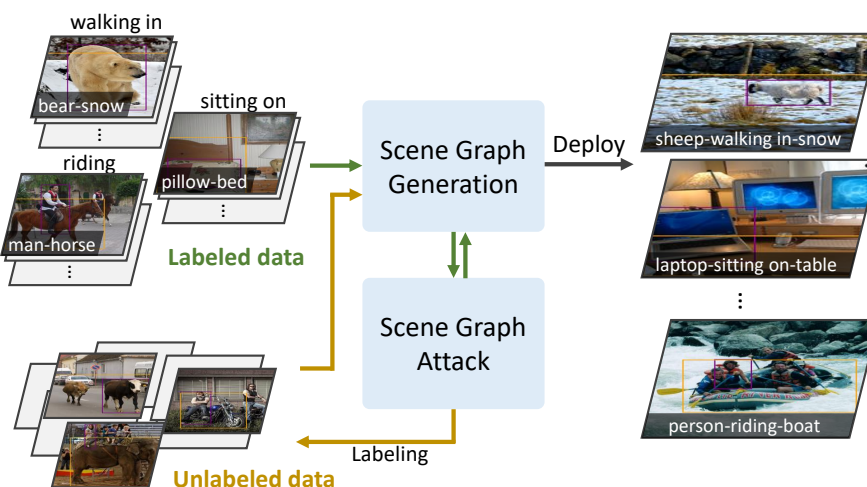 walking in
bear-snow
...
sitting on
pillow-bed
...
riding
man-horse
...
Labeled data
Unlabeled data
Scene Graph
Generation
Scene Graph
Attack
Labeling
Deploy
sheep-walking in-snow
laptop-sitting on-table
...
person-riding-boat